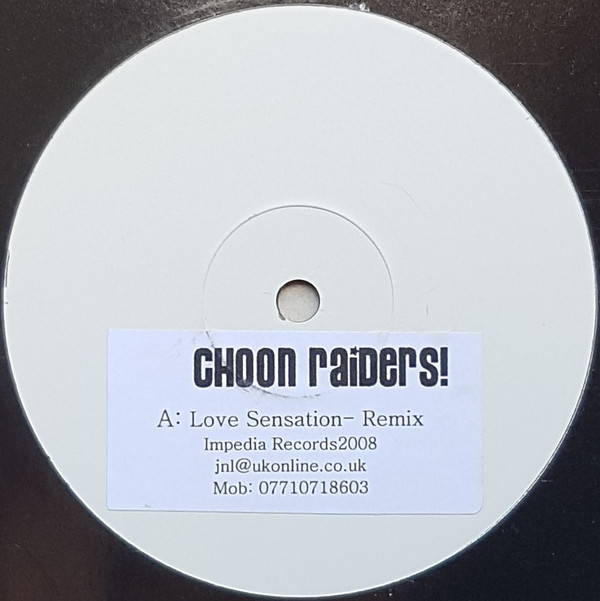 CHOON raiDers!
A: Love Sensation- Remix
Impedia Records2008
jnl@ukonline.co.uk
Mob: 07710718603